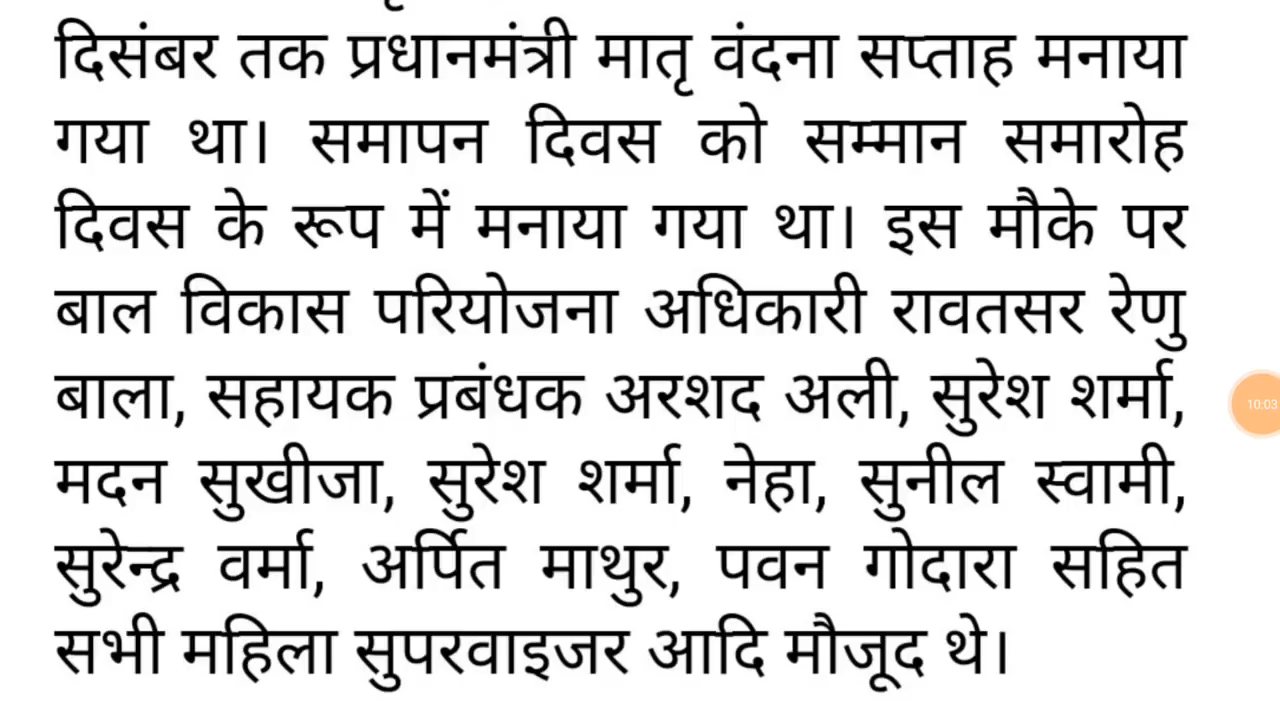 दिसंबर तक प्रधानमंत्री मातृ वंदना सप्ताह मनाया
गया था। समापन दिवस को सम्मान समारोह
दिवस के रूप में मनाया गया था। इस मौके पर
बाल विकास परियोजना अधिकारी रावतसर रेणु
बाला, सहायक प्रबंधक अरशद अली, सुरेश शर्मा,
मदन सुखीजा, सुरेश शर्मा, नेहा, सुनील स्वामी,
सुरेन्द्र वर्मा, अर्पित माथुर, पवन गोदारा सहित
सभी महिला सुपरवाइजर आदि मौजूद थे।
10:03